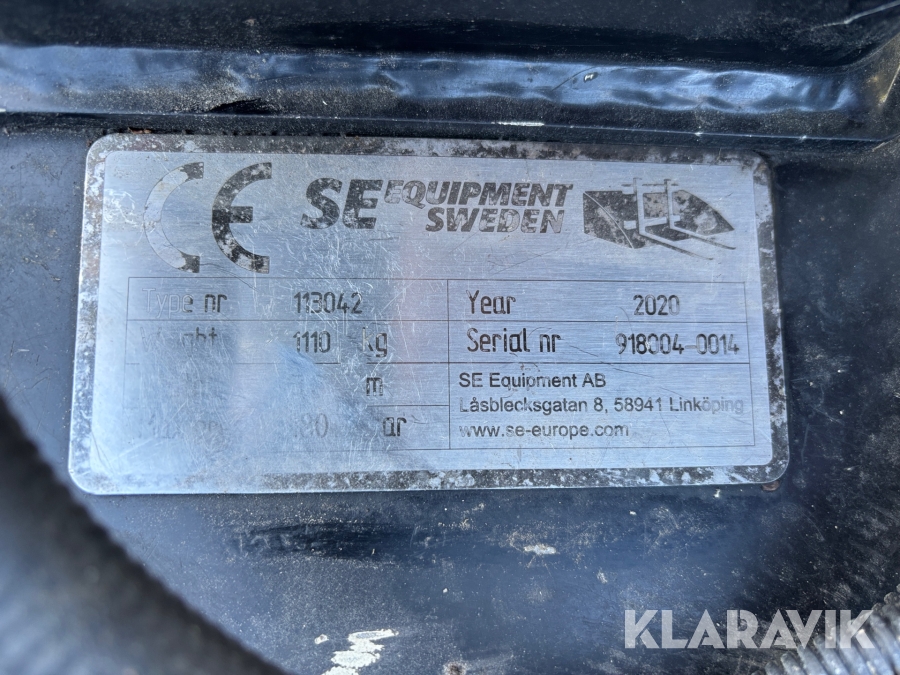 CE SE EQUIPMENT
SWEDEN
Type nr 113042 Year 2020
Weight 1110 kg Serial nr 918004-0014
m SE Equipment AB
Låsblecksgatan 8, 58941 Linköping
www.se-europe.com
KLARAVIK